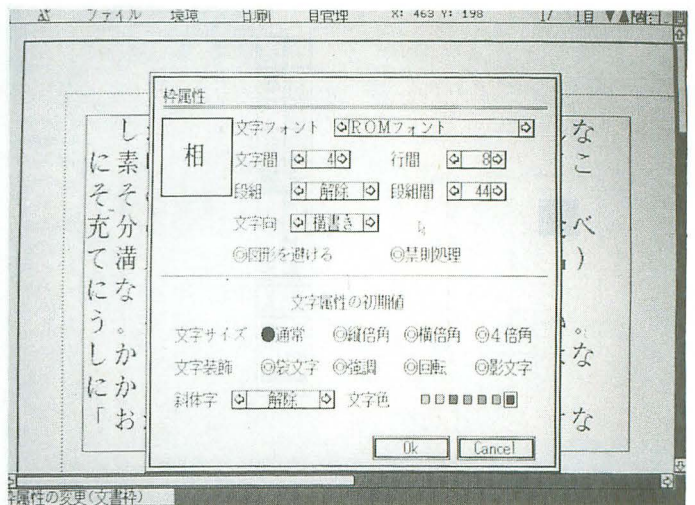 ファイル 環境 印刷 自管理 X: 463 Y: 198
枠属性
相
文字フォント ROMフォント
文字間 4 行間 8
段組 解除 段組間 44
文字向 横書き
◎図形を避ける ◎禁則処理
文字属性の初期値
文字サイズ ●通常 ◎縦倍角 ◎横倍角 ◎4倍角
文字装飾 ◎袋文字 ◎強調 ◎回転 ◎影文字
斜体字 解除 文字色
Ok Cancel
し な
に素 こ
そそ
充分 べ
て満 )
にな
う。 。
しか な
にか
「お な
枠属性の変更(文書枠)